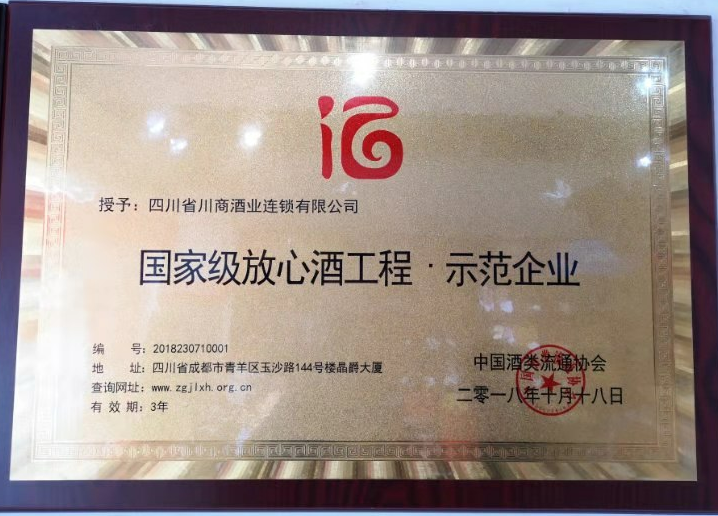 授予：四川省川商酒业连锁有限公司
国家级放心酒工程·示范企业
编 号：2018230710001
地 址：四川省成都市青羊区玉沙路144号楼晶爵大厦
查询网址：www.zgjlxh.org.cn
有 效 期：3年
中国酒类流通协会
二零一八年十月十八日